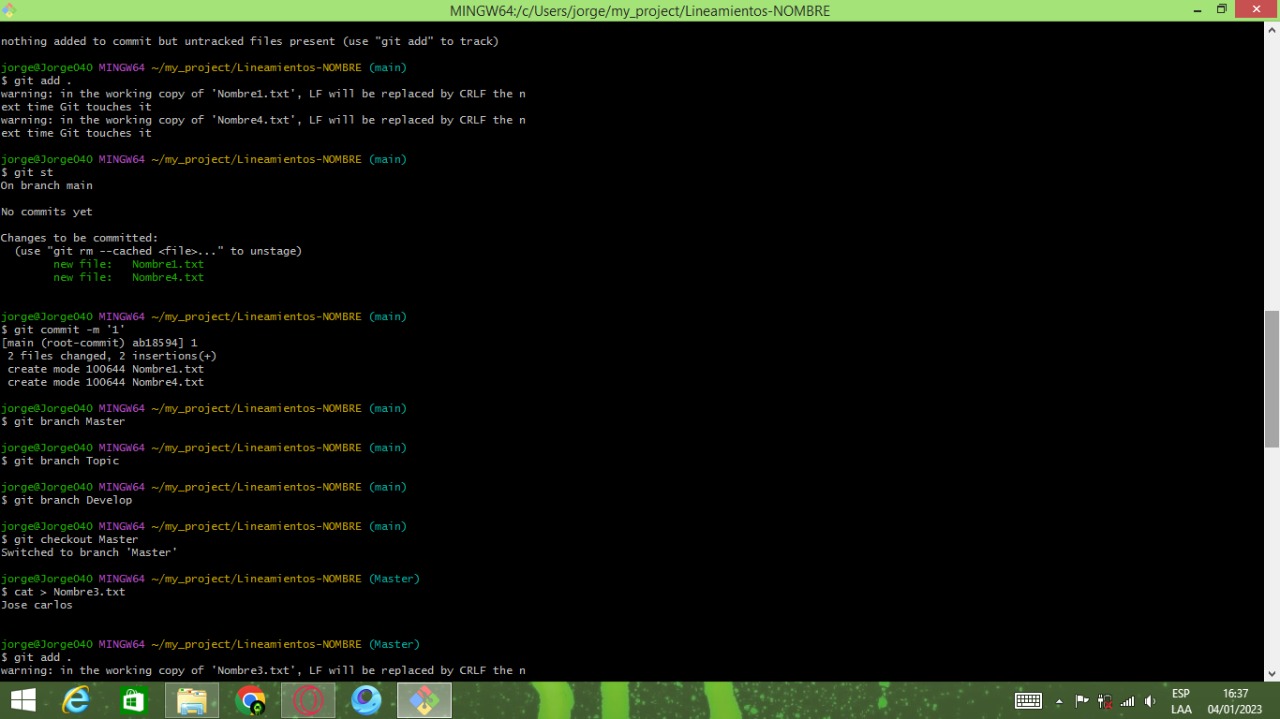 MINGW64:/c/Users/jorge/my_project/Lineamientos-NOMBRE
nothing added to commit but untracked files present (use "git add" to track)
jorge@Jorge040 MINGW64 ~/my_project/Lineamientos-NOMBRE (main)
$ git add .
warning: in the working copy of 'Nombre1.txt', LF will be replaced by CRLF the n
ext time Git touches it
warning: in the working copy of 'Nombre4.txt', LF will be replaced by CRLF the n
ext time Git touches it
jorge@Jorge040 MINGW64 ~/my_project/Lineamientos-NOMBRE (main)
$ git st
On branch main
No commits yet
Changes to be committed:
(use "git rm --cached <file>..." to unstage)
new file: Nombre1.txt
new file: Nombre4.txt
jorge@Jorge040 MINGW64 ~/my_project/Lineamientos-NOMBRE (main)
$ git commit -m '1'
[main (root-commit) ab18594] 1
2 files changed, 2 insertions(+)
create mode 100644 Nombre1.txt
create mode 100644 Nombre4.txt
jorge@Jorge040 MINGW64 ~/my_project/Lineamientos-NOMBRE (main)
$ git branch Master
jorge@Jorge040 MINGW64 ~/my_project/Lineamientos-NOMBRE (main)
$ git branch Topic
jorge@Jorge040 MINGW64 ~/my_project/Lineamientos-NOMBRE (main)
$ git branch Develop
jorge@Jorge040 MINGW64 ~/my_project/Lineamientos-NOMBRE (main)
$ git checkout Master
Switched to branch 'Master'
jorge@Jorge040 MINGW64 ~/my_project/Lineamientos-NOMBRE (Master)
$ cat > Nombre3.txt
Jose carlos
jorge@Jorge040 MINGW64 ~/my_project/Lineamientos-NOMBRE (Master)
$ git add .
warning: in the working copy of 'Nombre3.txt', LF will be replaced by CRLF the n
ESP 16:37
LAA 04/01/2023